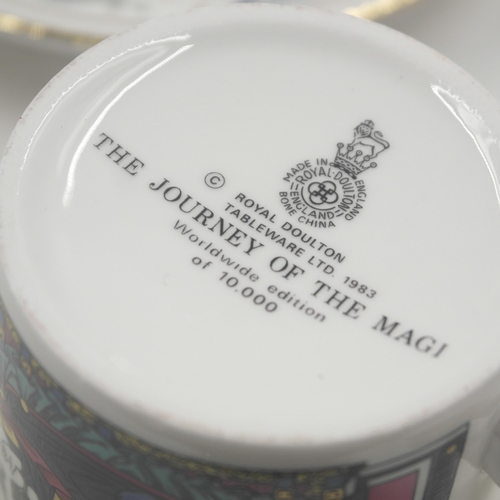 MADE IN ENGLAND
ROYAL DOULTON
ENGLAND
BONE CHINA
© ROYAL DOULTON
TABLEWARE LTD. 1983
THE JOURNEY OF THE MAGI
Worldwide edition
of 10.000